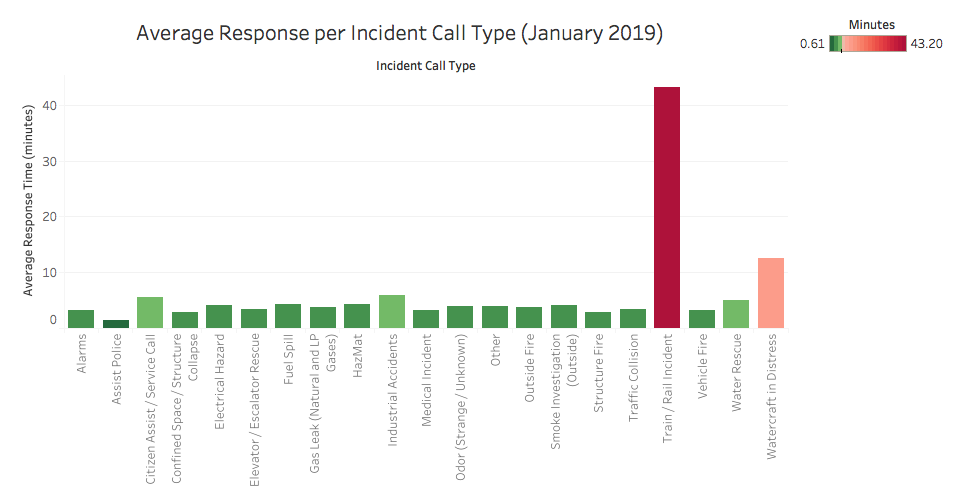 Average Response per Incident Call Type (January 2019)
Minutes
0.61
43.20
Incident Call Type
Average Response Time (minutes)
40
30
20
10
0
Alarms
Assist Police
Citizen Assist / Service Call
Confined Space / Structure
Collapse
Electrical Hazard
Elevator / Escalator Rescue
Fuel Spill
Gas Leak (Natural and LP
Gases)
HazMat
Industrial Accidents
Medical Incident
Odor (Strange / Unknown)
Other
Outside Fire
Smoke Investigation
(Outside)
Structure Fire
Traffic Collision
Train / Rail Incident
Vehicle Fire
Water Rescue
Watercraft in Distress